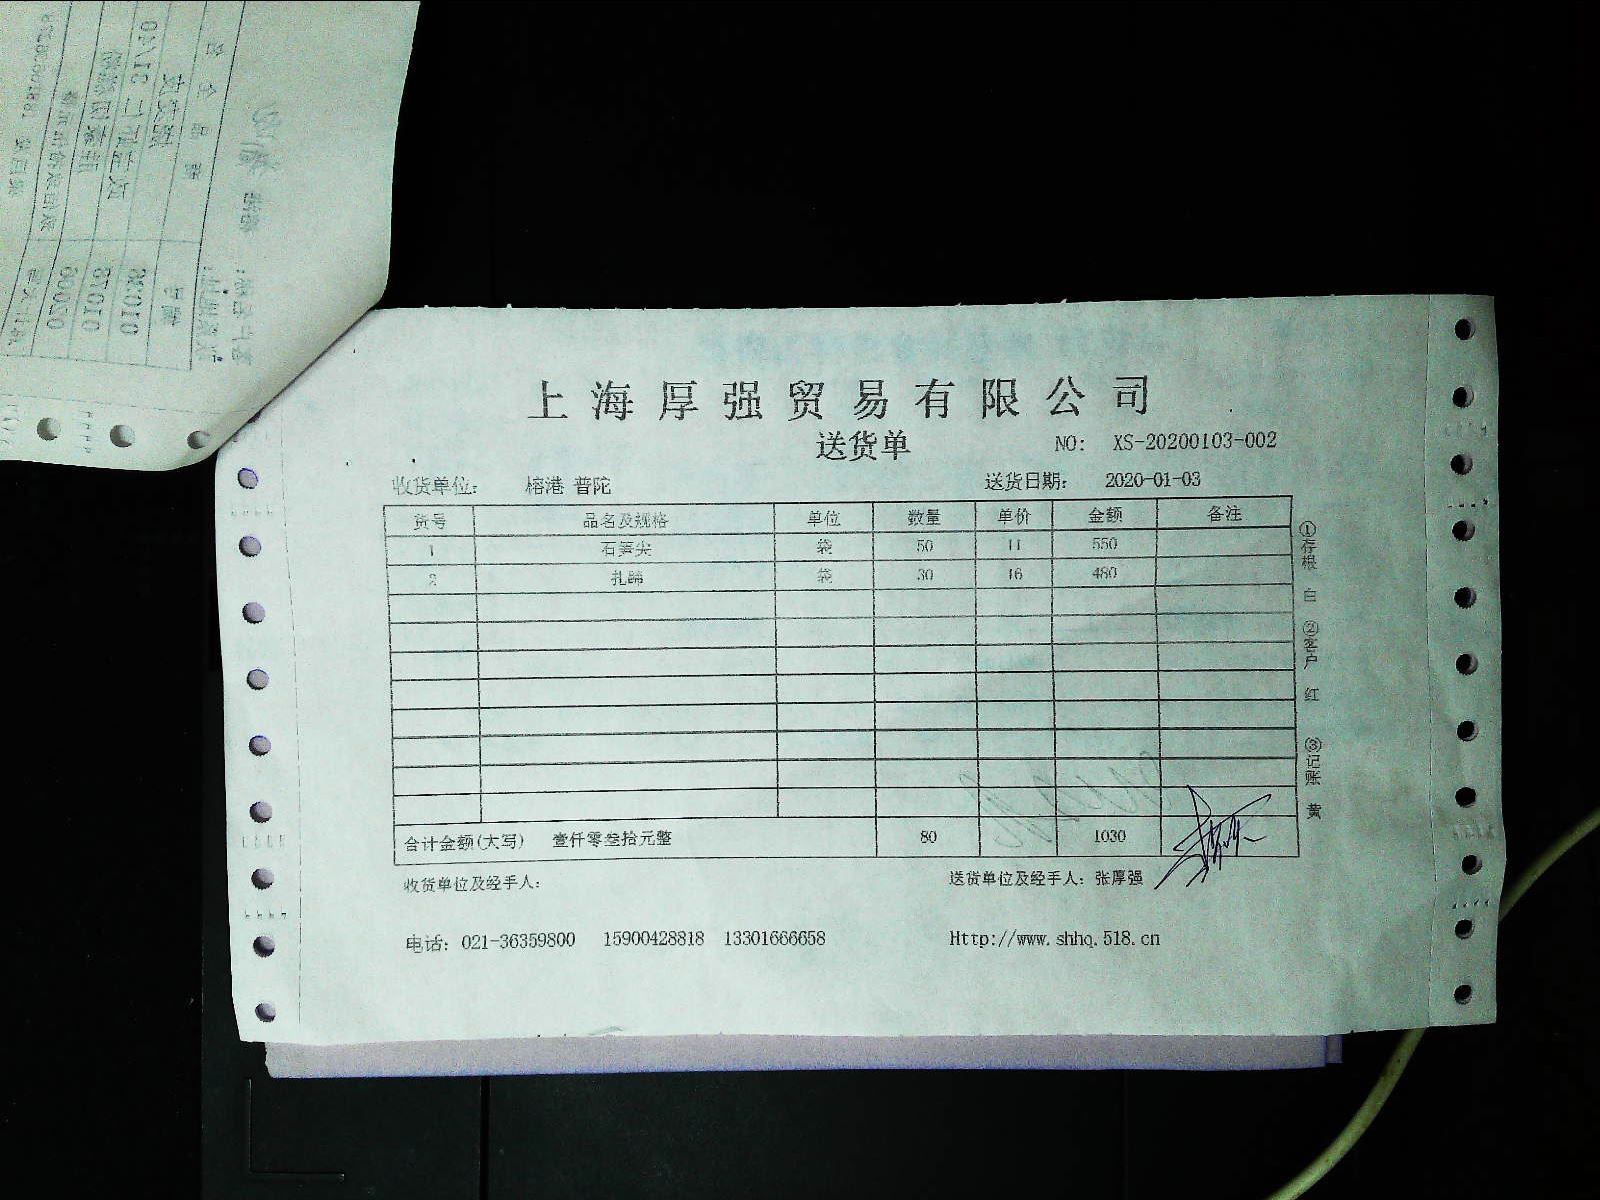 上海厚强贸易有限公司
送货单
NO: XS-20200103-002
收货单位: 榕港 普陀 送货日期: 2020-01-03
货号 品名及规格 单位 数量 单价 金额 备注
1 石笋尖 袋 50 11 550
2 扎蹄 袋 30 16 480
合计金额(大写) 壹仟零叁拾元整 80 1030
收货单位及经手人: 送货单位及经手人: 张厚强
电话: 021-36359800 15900428818 13301666658 Http://www.shhq.518.cn
①存根 白 ②客户 红 ③记账 黄